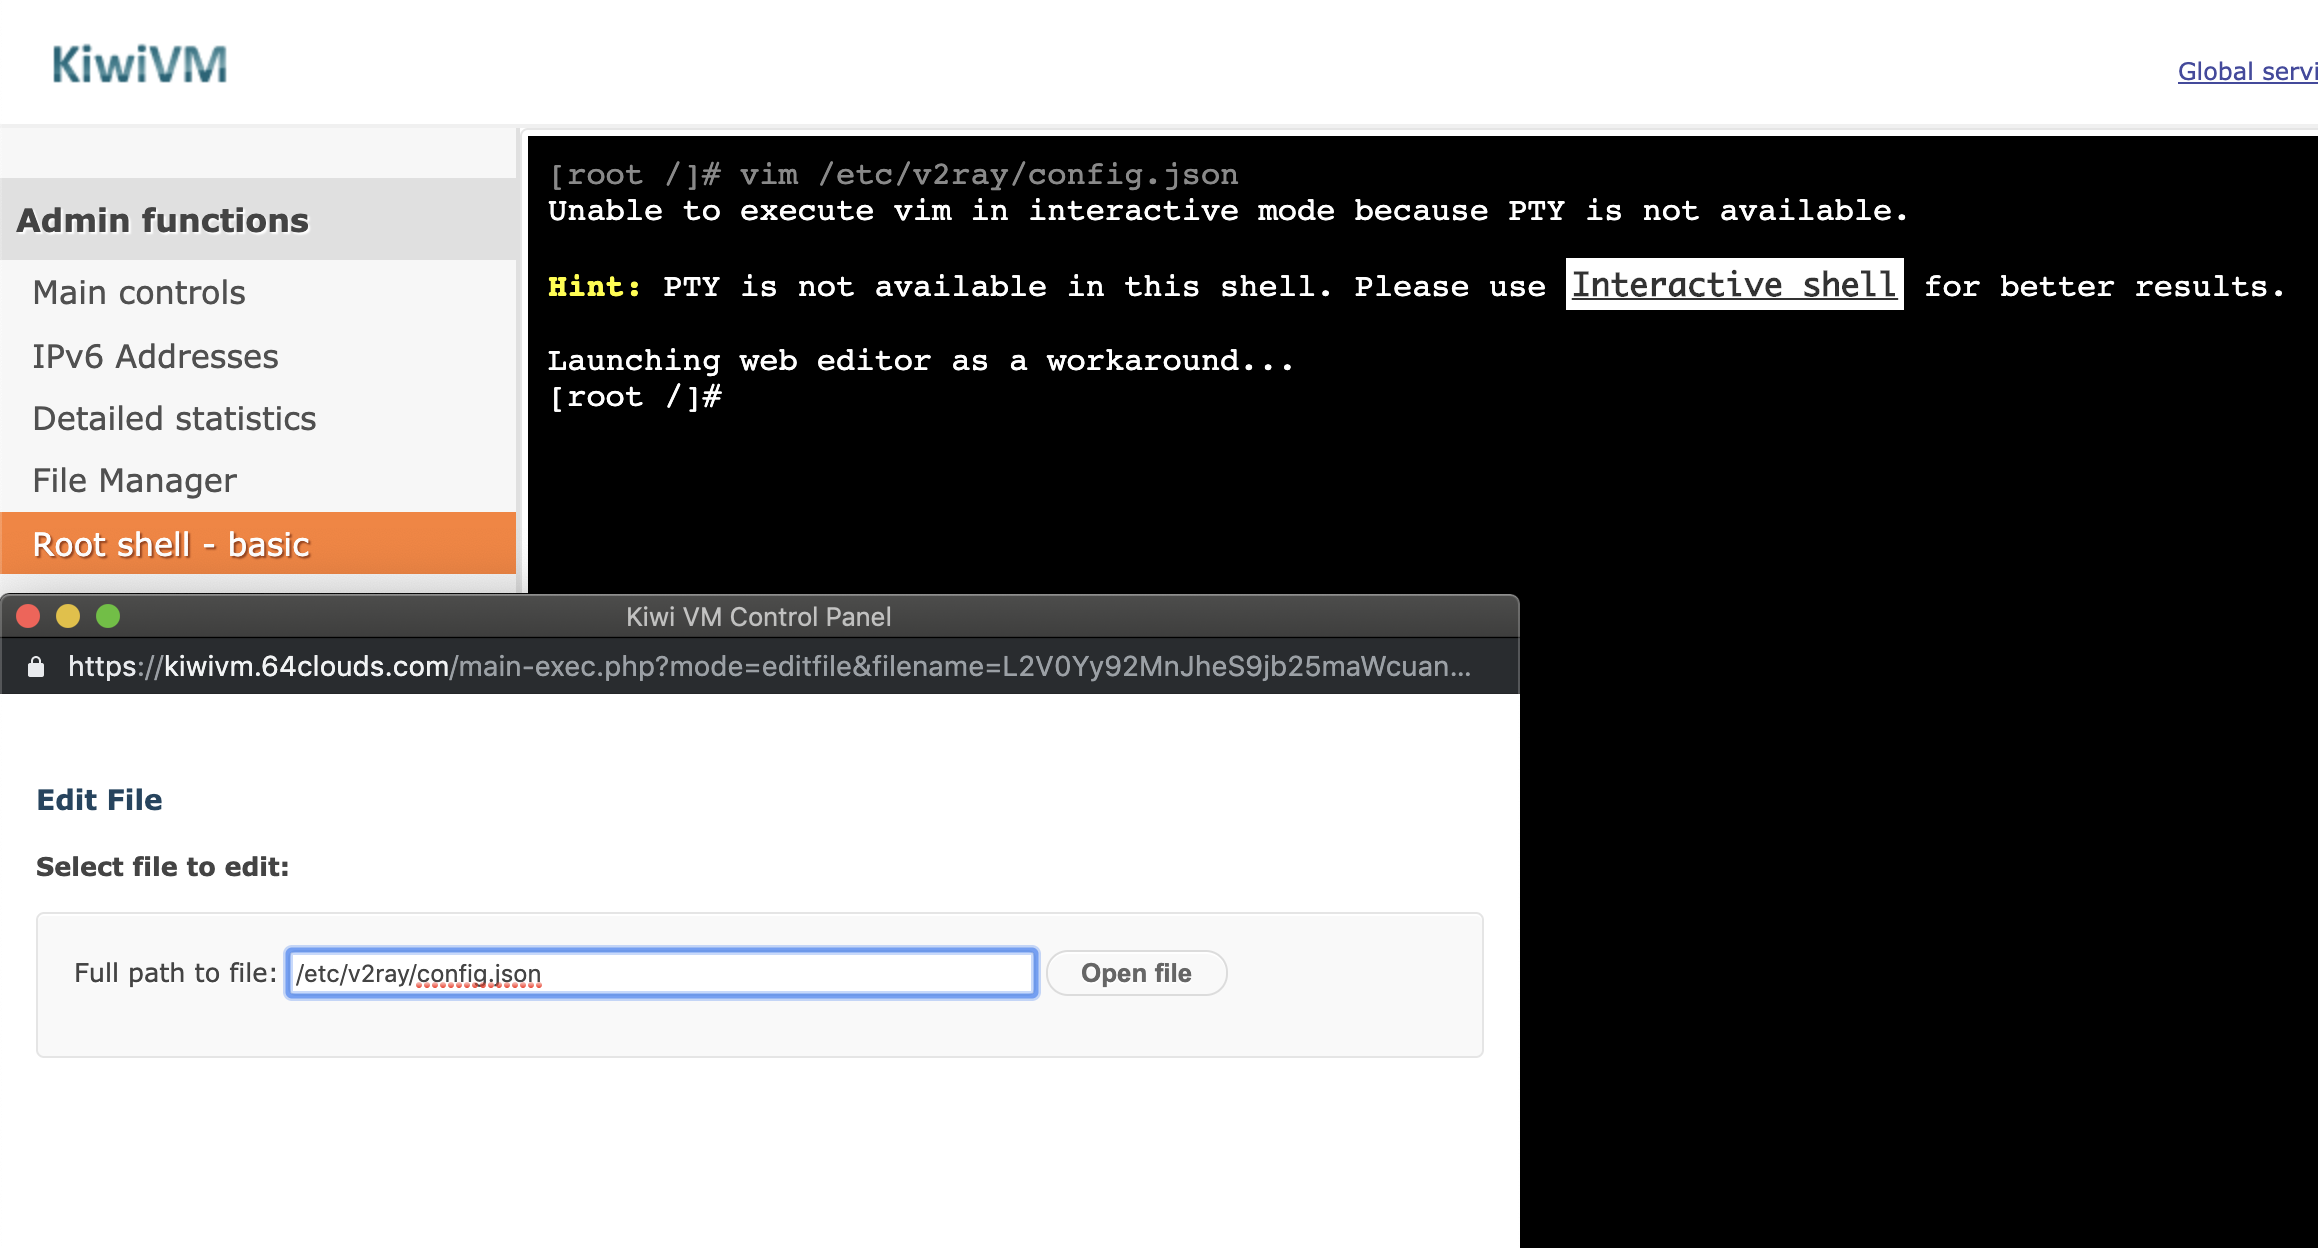 KiwiVM
Global servi
Admin functions
Main controls
IPv6 Addresses
Detailed statistics
File Manager
Root shell - basic
[root /]# vim /etc/v2ray/config.json
Unable to execute vim in interactive mode because PTY is not available.
Hint: PTY is not available in this shell. Please use Interactive shell for better results.
Launching web editor as a workaround...
[root /]#
Kiwi VM Control Panel
https://kiwivm.64clouds.com/main-exec.php?mode=editfile&filename=L2V0Yy92MnJheS9jb25maWcuan...
Edit File
Select file to edit:
Full path to file: /etc/v2ray/config.json Open file